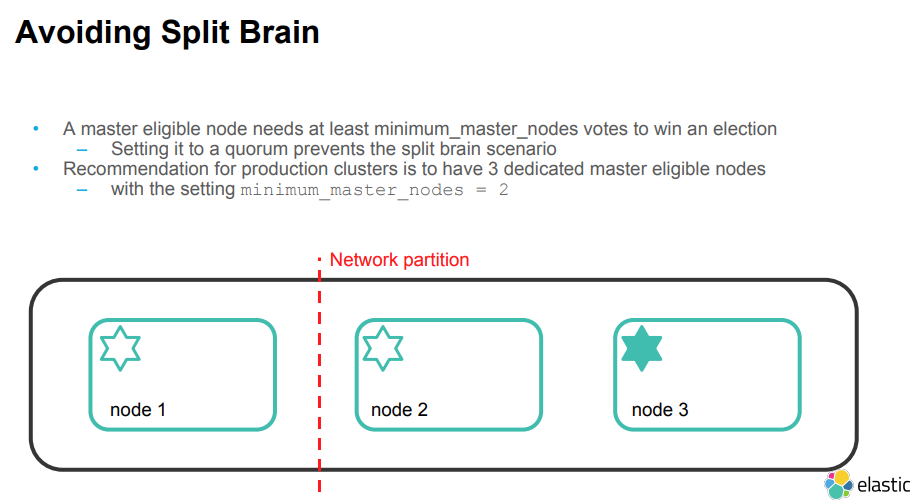 Avoiding Split Brain
• A master eligible node needs at least minimum_master_nodes votes to win an election
– Setting it to a quorum prevents the split brain scenario
• Recommendation for production clusters is to have 3 dedicated master eligible nodes
– with the setting minimum_master_nodes = 2
Network partition
node 1
node 2
node 3
elastic